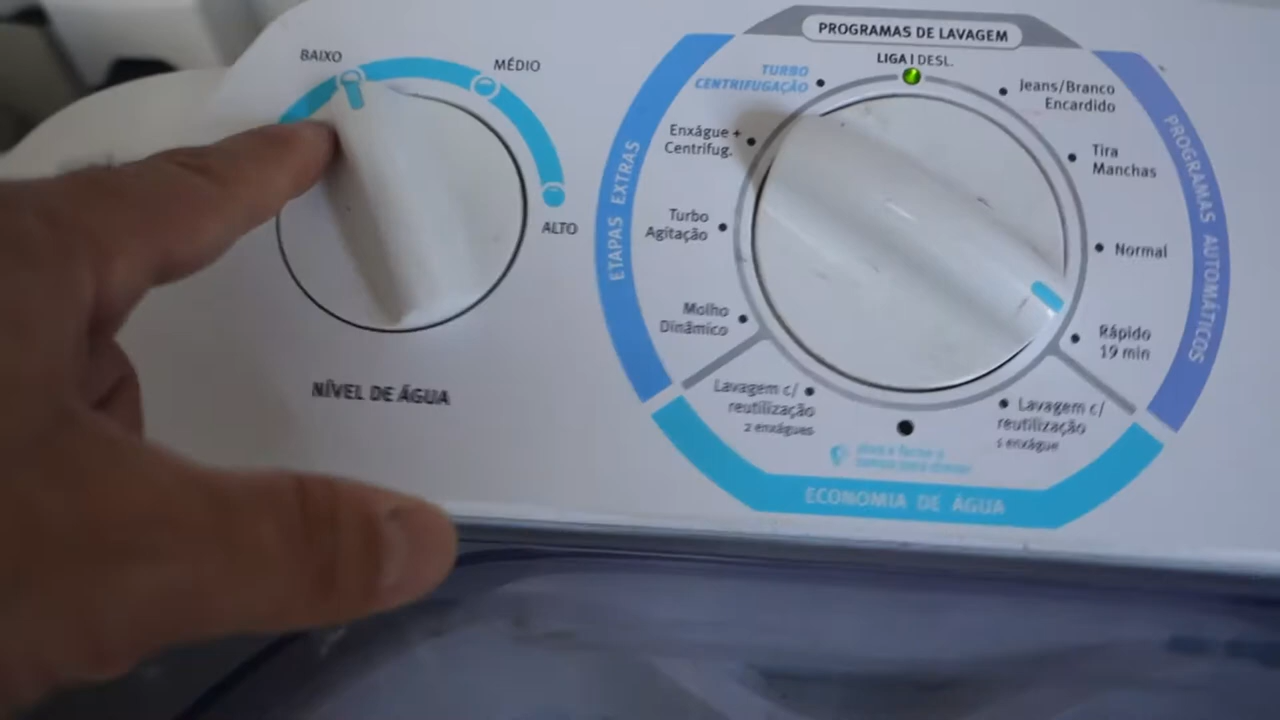 BAIXO
MÉDIO
ALTO
NÍVEL DE ÁGUA
PROGRAMAS DE LAVAGEM
LIGA | DESL.
TURBO
CENTRIFUGAÇÃO
Enxágue +
Centrifug.
Turbo
Agitação
Molho
Dinâmico
ETAPAS EXTRAS
Jeans/Branco
Encardido
Tira
Manchas
Normal
Rápido
19 min
PROGRAMAS AUTOMÁTICOS
Lavagem c/
reutilização
2 enxágues
Lavagem c/
reutilização
1 enxágue
ECONOMIA DE ÁGUA